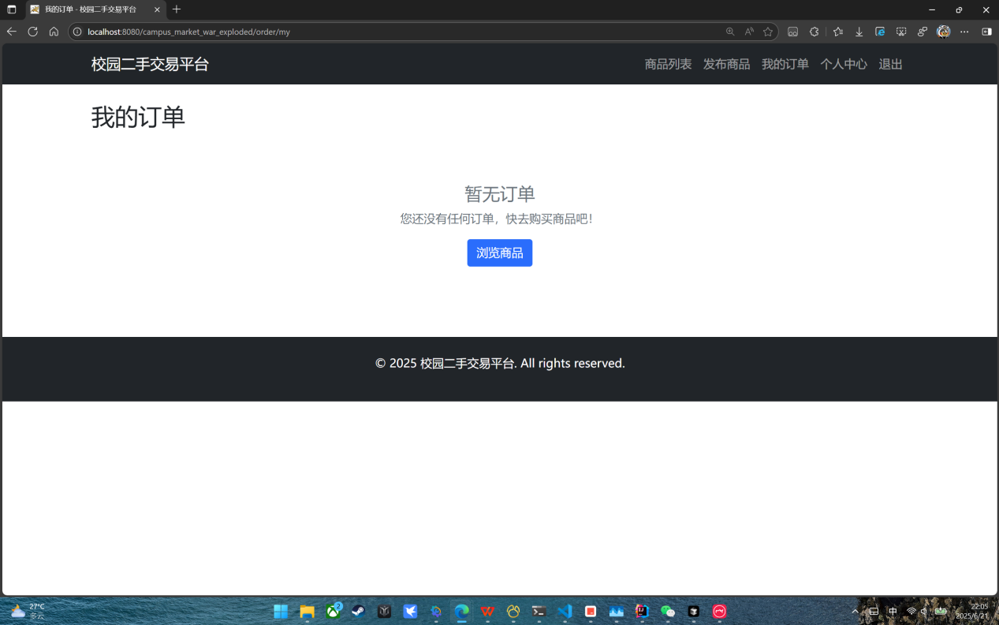 我的订单 - 校园二手交易平台
localhost:8080/campus_market_war_exploded/order/my
校园二手交易平台
商品列表 发布商品 我的订单 个人中心 退出
我的订单
暂无订单
您还没有任何订单，快去购买商品吧！
浏览商品
© 2025 校园二手交易平台. All rights reserved.
27°C
多云
2
中
22:05
2025/6/21